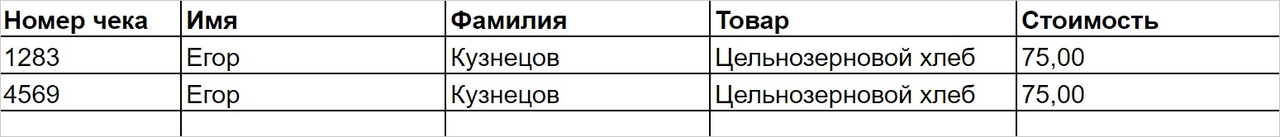 Номер чека Имя Фамилия Товар Стоимость
1283 Егор Кузнецов Цельнозерновой хлеб 75,00
4569 Егор Кузнецов Цельнозерновой хлеб 75,00